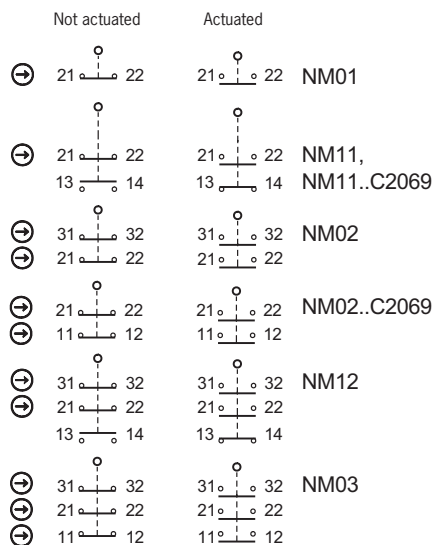 Not actuated Actuated
21 22 21 22 NM01
21 22 21 22 NM11,
13 14 13 14 NM11..C2069
31 32 31 32 NM02
21 22 21 22
21 22 21 22 NM02..C2069
11 12 11 12
31 32 31 32 NM12
21 22 21 22
13 14 13 14
31 32 31 32 NM03
21 22 21 22
11 12 11 12